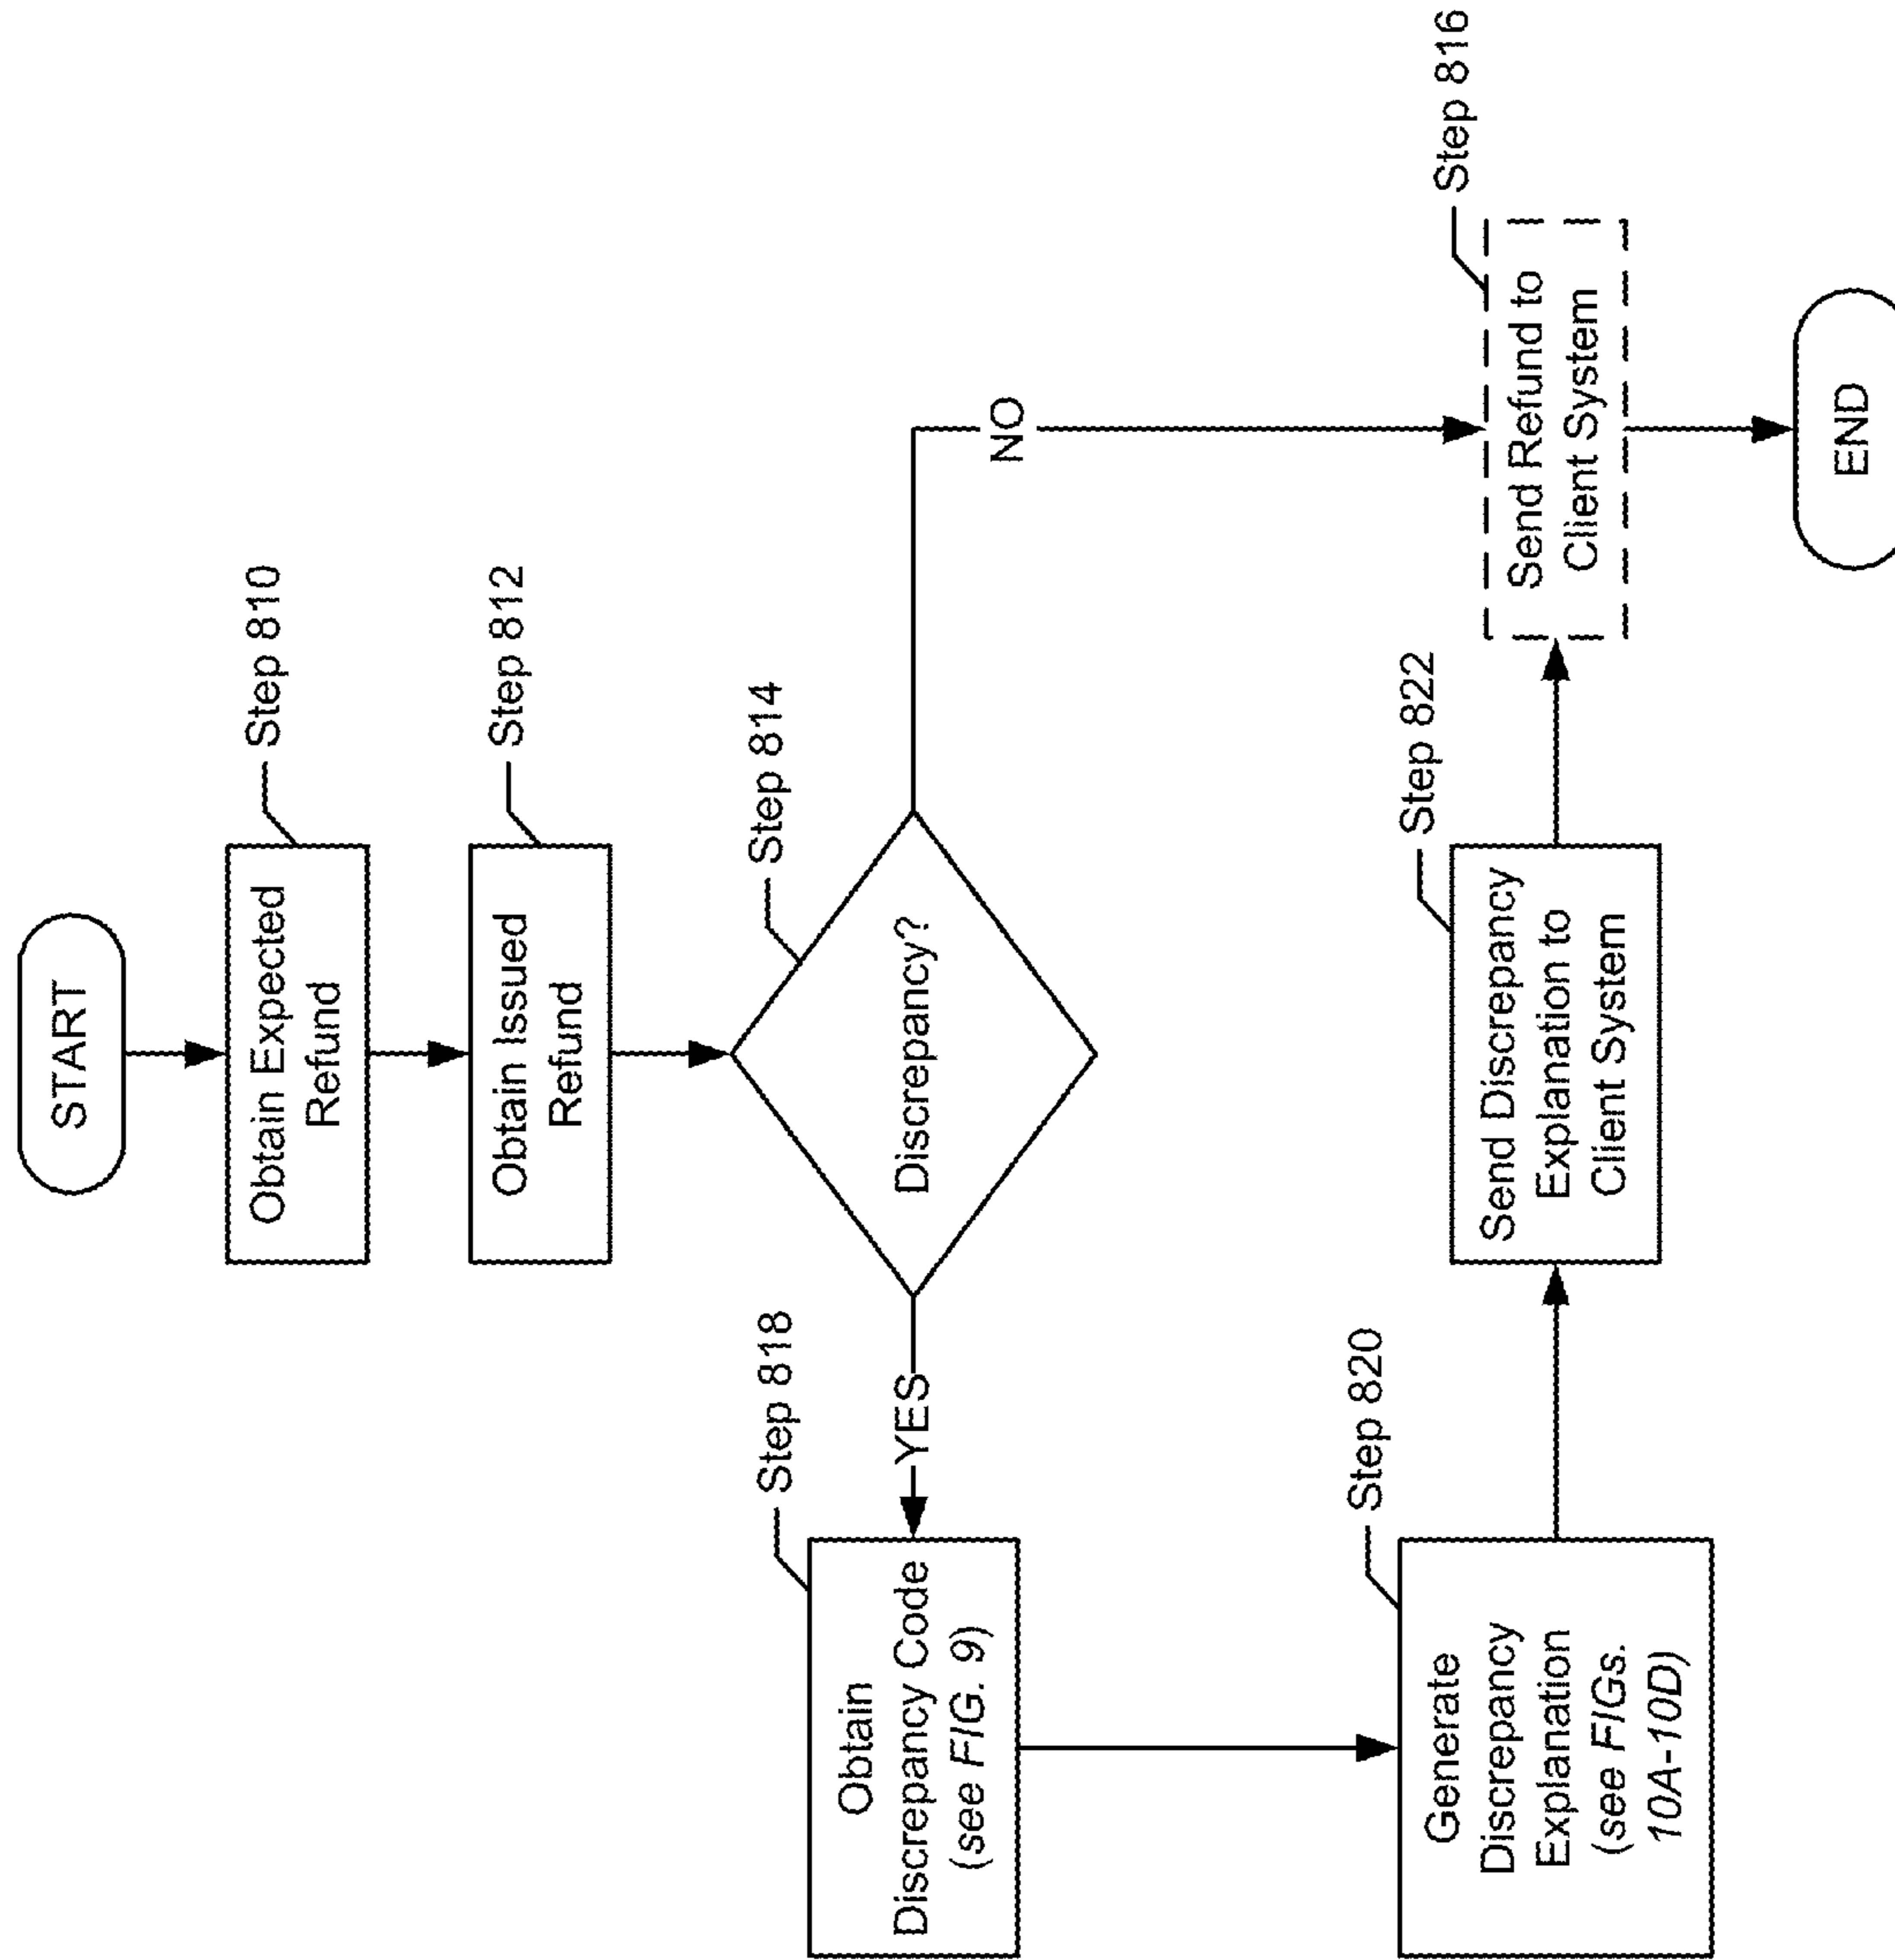 START
Obtain Expected
Refund
Step 810
Obtain Issued
Refund
Step 812
Discrepancy?
Step 814
YES
NO
Obtain
Discrepancy Code
(see FIG. 9)
Step 818
Generate
Discrepancy
Explanation
(see FIGs.
10A-10D)
Step 820
Send Discrepancy
Explanation to
Client System
Step 822
Send Refund to
Client System
Step 816
END